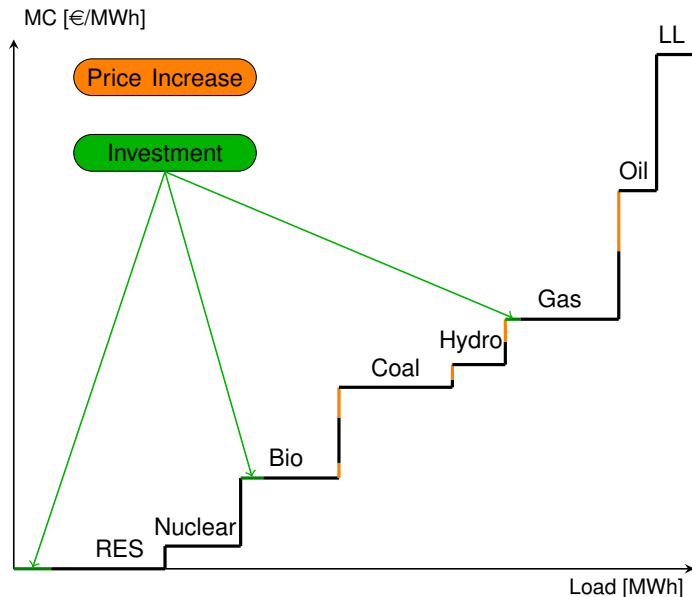 MC [€/MWh]
LL
Price Increase
Investment
Oil
Gas
Hydro
Coal
Bio
Nuclear
RES
Load [MWh]